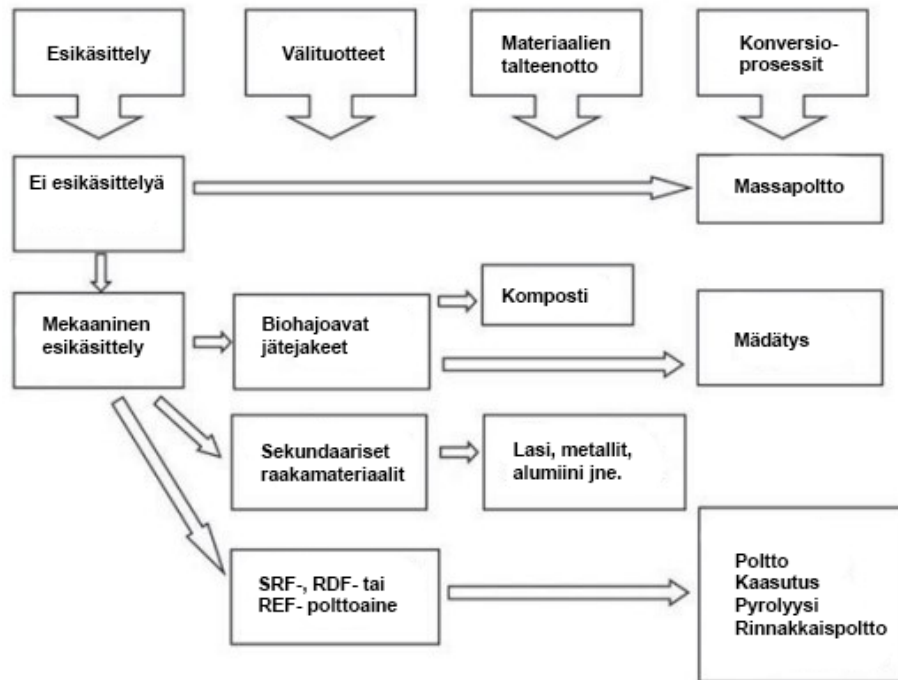 Esikäsittely
Välituotteet
Materiaalien
talteenotto
Konversio-
prosessit
Ei esikäsittelyä
Massapoltto
Mekaaninen
esikäsittely
Biohajoavat
jätejakeet
Komposti
Mädätys
Sekundaariset
raakamateriaalit
Lasi, metallit,
alumiini jne.
SRF-, RDF- tai
REF- polttoaine
Poltto
Kaasutus
Pyrolyysi
Rinnakkaispoltto